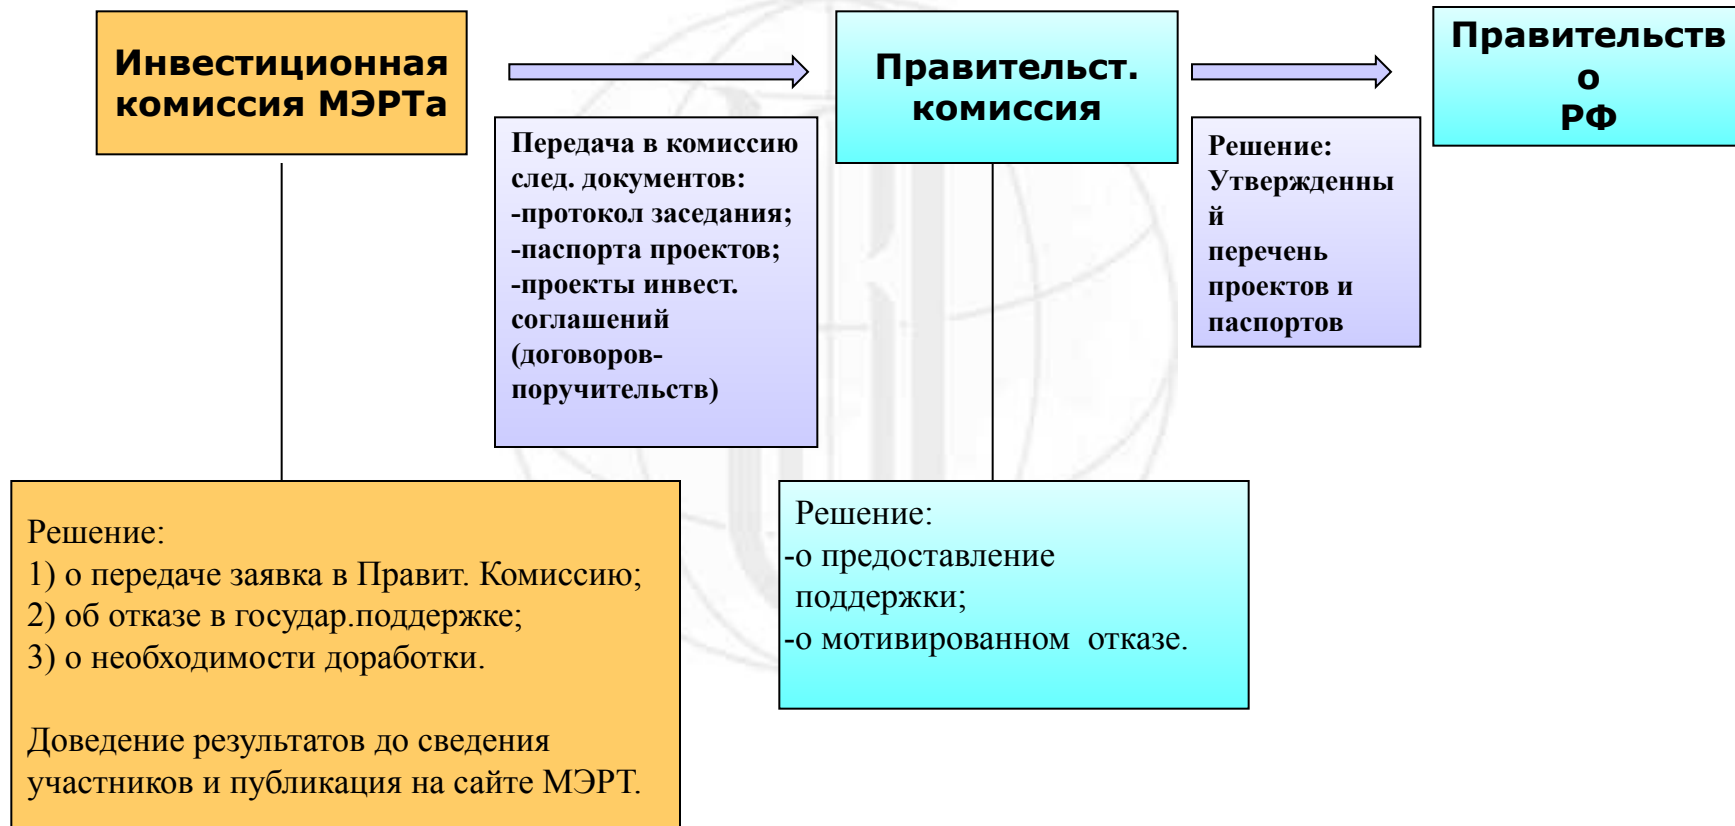 Инвестиционная
комиссия МЭРТа
Правительст.
комиссия
Правительств
о
РФ
Передача в комиссию
след. документов:
-протокол заседания;
-паспорта проектов;
-проекты инвест.
соглашений
(договоров-
поручительств)
Решение:
Утвержденны
й
перечень
проектов и
паспортов
Решение:
1) о передаче заявка в Правит. Комиссию;
2) об отказе в государ.поддержке;
3) о необходимости доработки.
Доведение результатов до сведения
участников и публикация на сайте МЭРТ.
Решение:
-о предоставление
поддержки;
-о мотивированном  отказе.